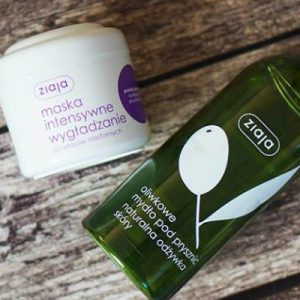 ziaja
maska
intensywne
wygładzanie
do włosów niesfornych
ziaja
oliwkowe
mydło pod prysznic
naturalna odżywka
skóry